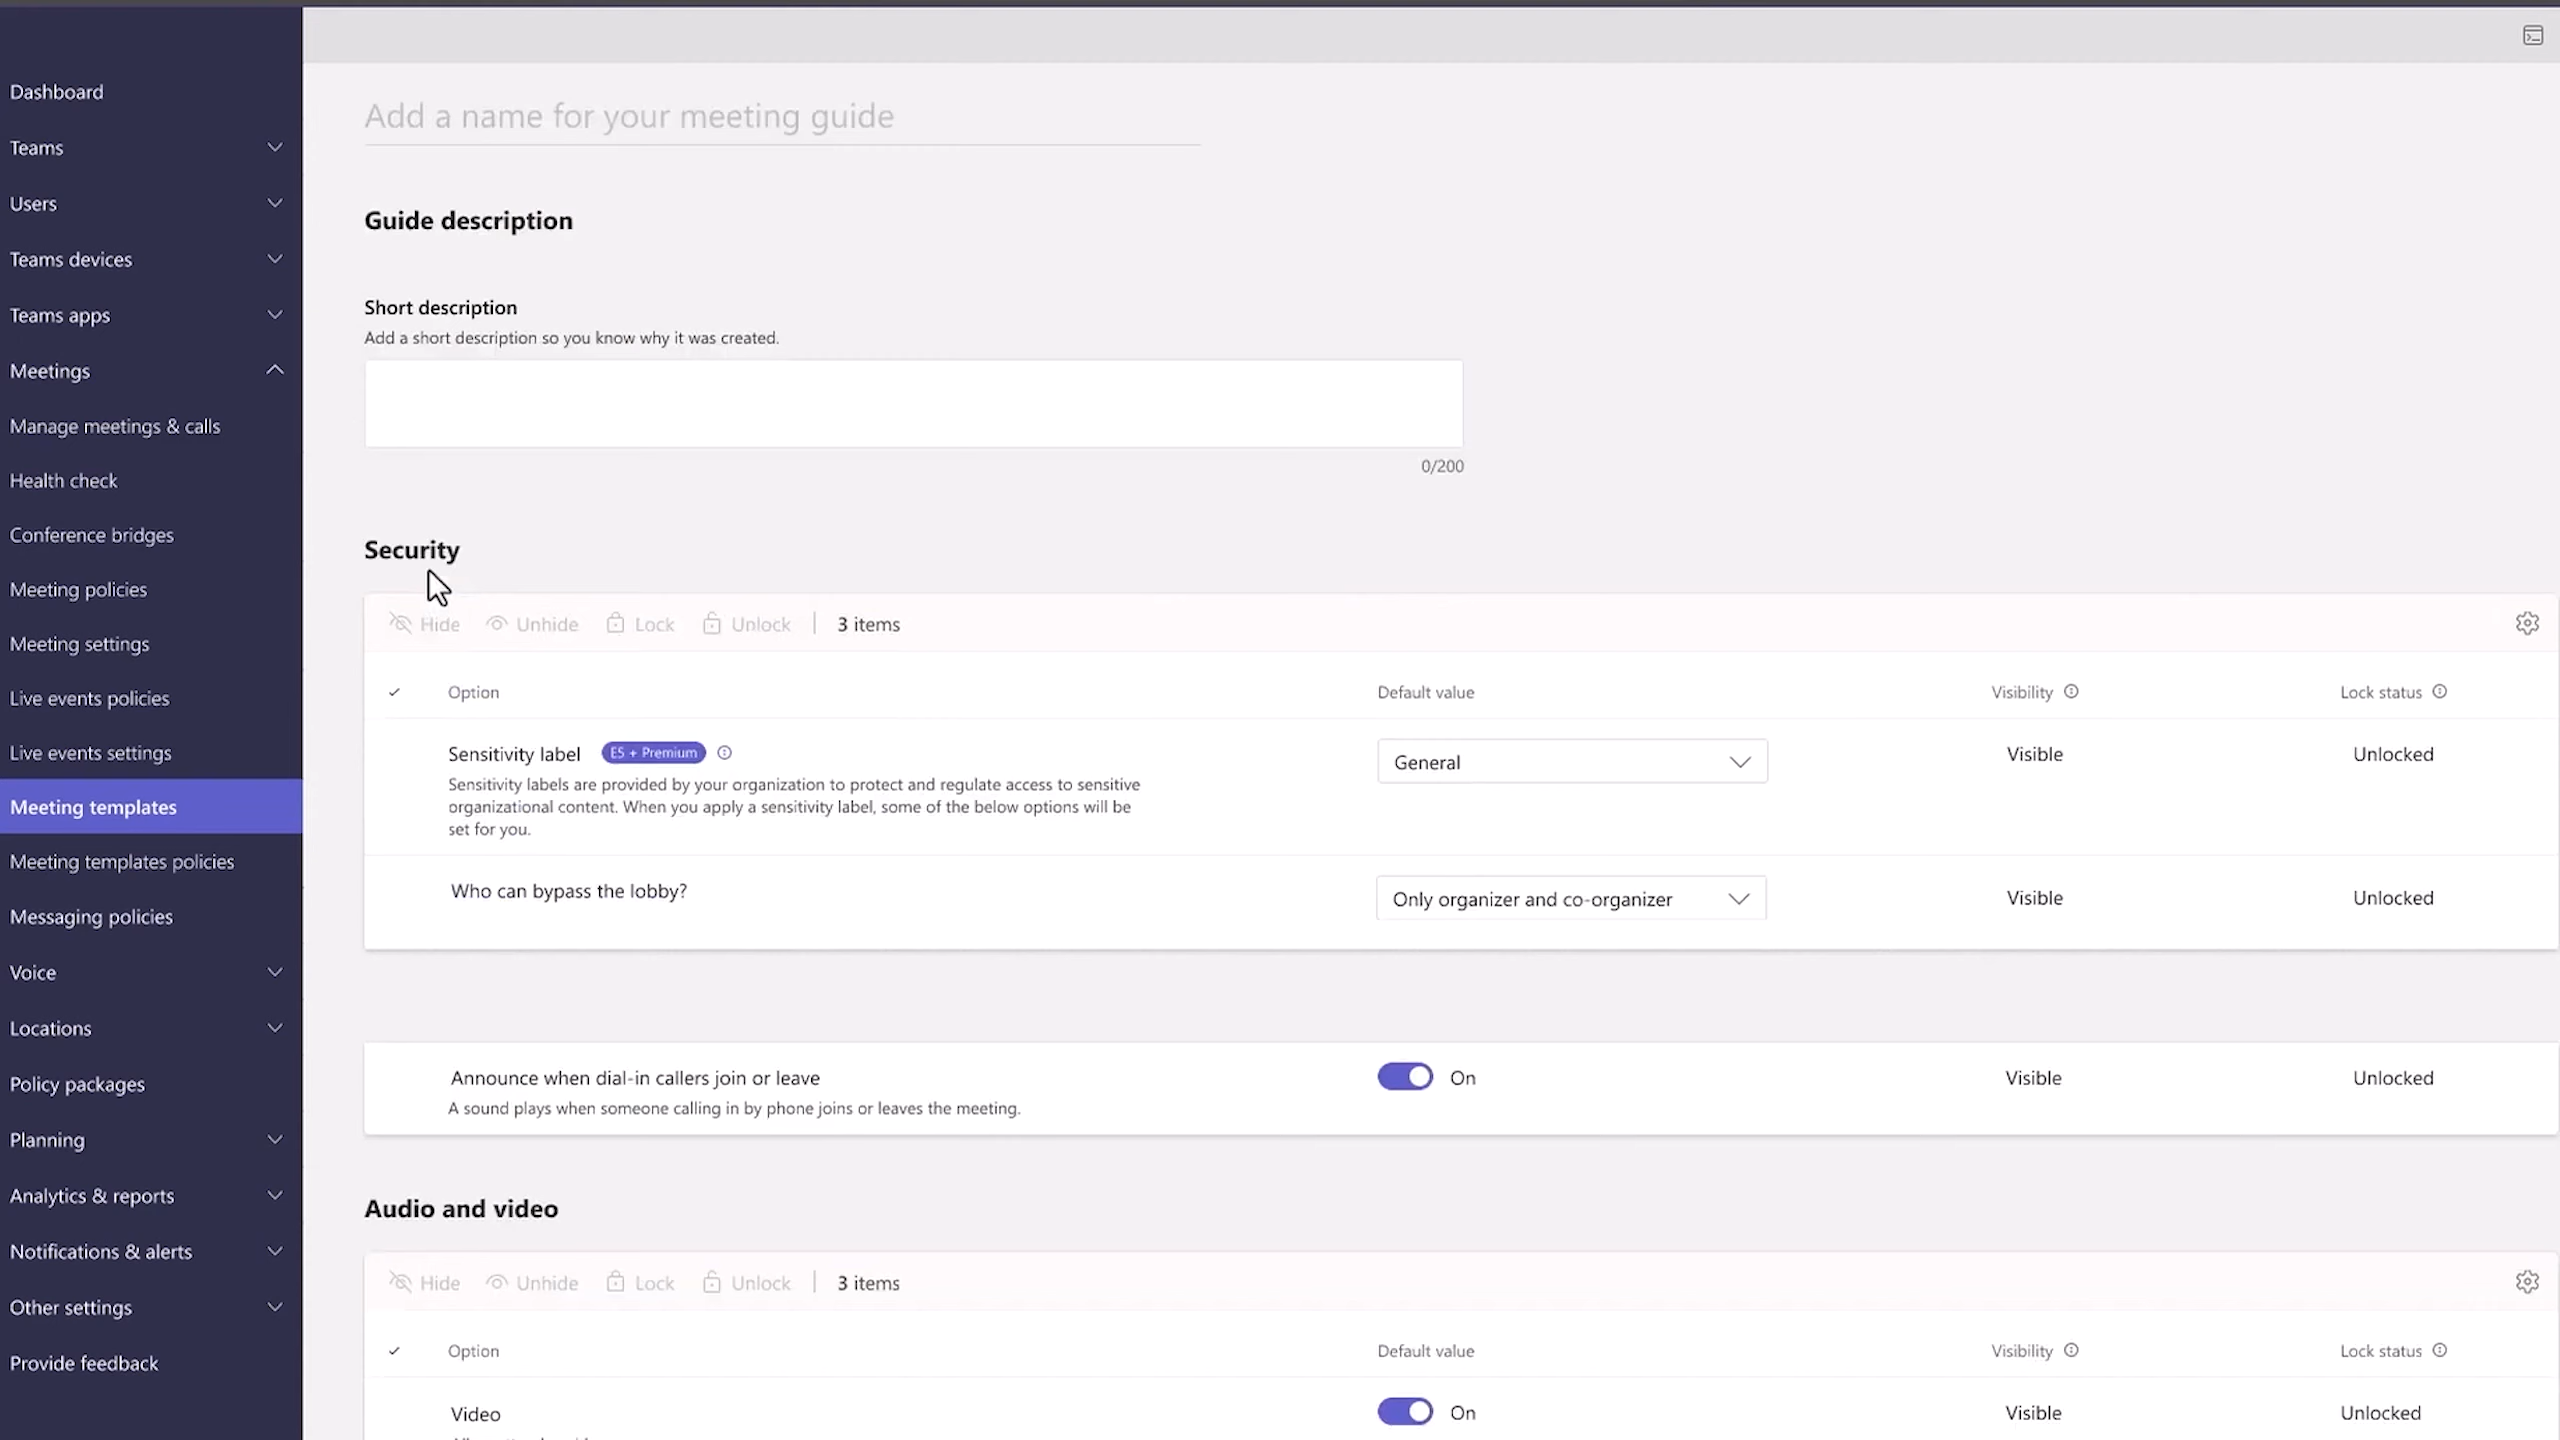 Dashboard
Teams
Users
Teams devices
Teams apps
Meetings
Manage meetings & calls
Health check
Conference bridges
Meeting policies
Meeting settings
Live events policies
Live events settings
Meeting templates
Meeting templates policies
Messaging policies
Voice
Locations
Policy packages
Planning
Analytics & reports
Notifications & alerts
Other settings
Provide feedback
Add a name for your meeting guide
Guide description
Short description
Add a short description so you know why it was created.
0/200
Security
Hide Unhide Lock Unlock | 3 items
Option Default value Visibility Lock status
Sensitivity label E5 + Premium General Visible Unlocked
Sensitivity labels are provided by your organization to protect and regulate access to sensitive
organizational content. When you apply a sensitivity label, some of the below options will be
set for you.
Who can bypass the lobby? Only organizer and co-organizer Visible Unlocked
Announce when dial-in callers join or leave On Visible Unlocked
A sound plays when someone calling in by phone joins or leaves the meeting.
Audio and video
Hide Unhide Lock Unlock | 3 items
Option Default value Visibility Lock status
Video On Visible Unlocked